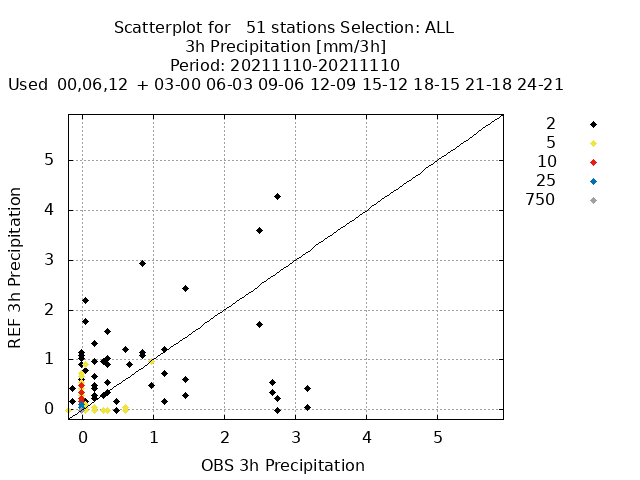 Scatterplot for   51 stations Selection: ALL
3h Precipitation [mm/3h]
Period: 20211110-20211110
Used  00,06,12  + 03-00 06-03 09-06 12-09 15-12 18-15 21-18 24-21
2
5
10
25
750
REF 3h Precipitation
5
4
3
2
1
0
0 1 2 3 4 5
OBS 3h Precipitation